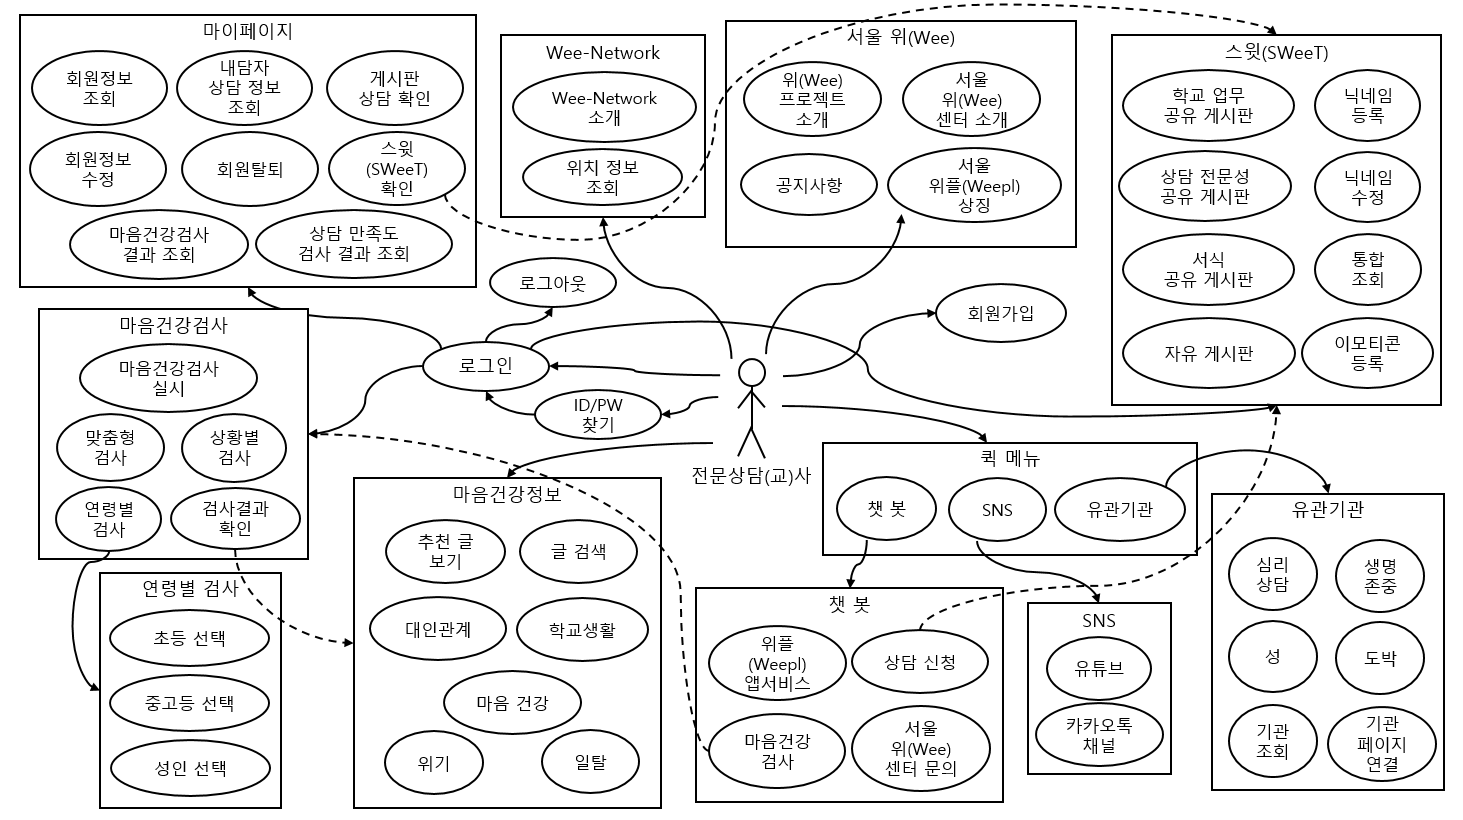 마이페이지
회원정보
조회
내담자
상담 정보
조회
게시판
상담 확인
회원정보
수정
회원탈퇴
스윗
(SWeeT)
확인
마음건강검사
결과 조회
상담 만족도
검사 결과 조회
Wee-Network
Wee-Network
소개
위치 정보
조회
서울 위(Wee)
위(Wee)
프로젝트
소개
서울
위(Wee)
센터 소개
공지사항
서울
위플(Weepl)
상징
스윗(SWeeT)
학교 업무
공유 게시판
닉네임
등록
상담 전문성
공유 게시판
닉네임
수정
서식
공유 게시판
통합
조회
자유 게시판
이모티콘
등록
로그아웃
회원가입
로그인
ID/PW
찾기
전문상담(교)사
마음건강검사
마음건강검사
실시
맞춤형
검사
상황별
검사
연령별
검사
검사결과
확인
연령별 검사
초등 선택
중고등 선택
성인 선택
마음건강정보
추천 글
보기
글 검색
대인관계
학교생활
마음 건강
위기
일탈
퀵 메뉴
챗 봇
SNS
유관기관
챗 봇
위플
(Weepl)
앱서비스
상담 신청
마음건강
검사
서울
위(Wee)
센터 문의
SNS
유튜브
카카오톡
채널
유관기관
심리
상담
생명
존중
성
도박
기관
조회
기관
페이지
연결